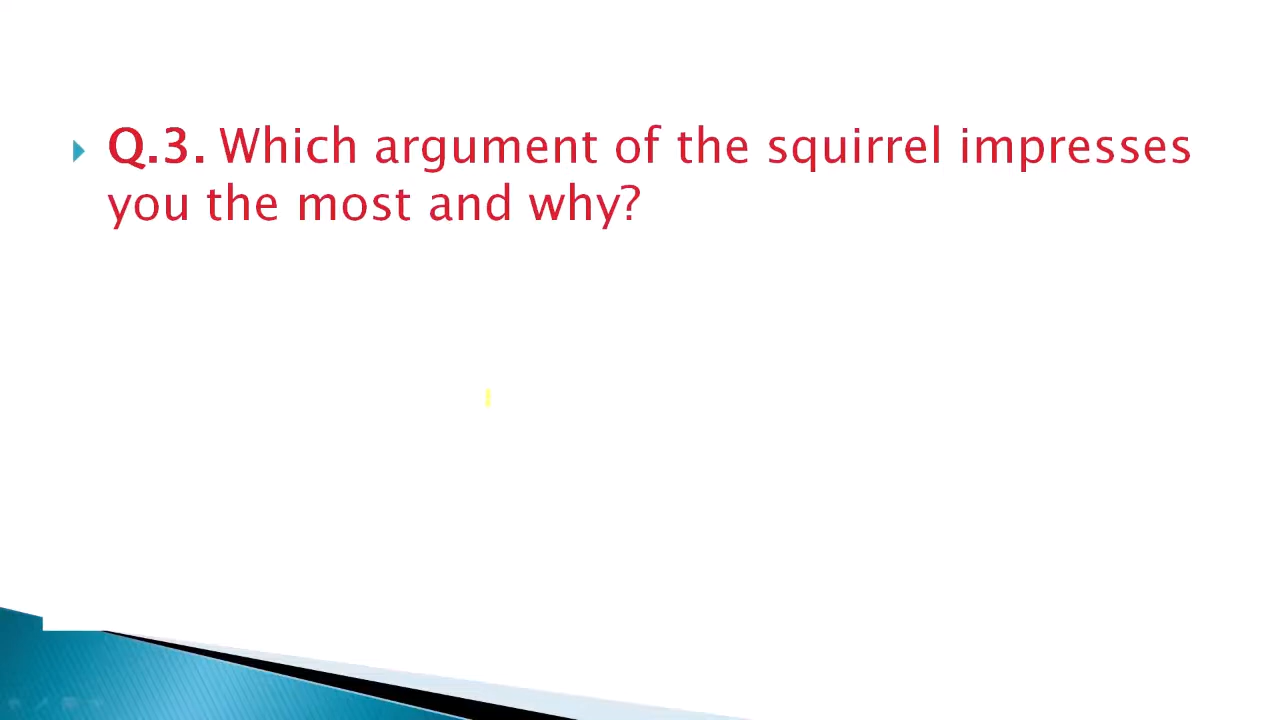 Q.3. Which argument of the squirrel impresses
you the most and why?